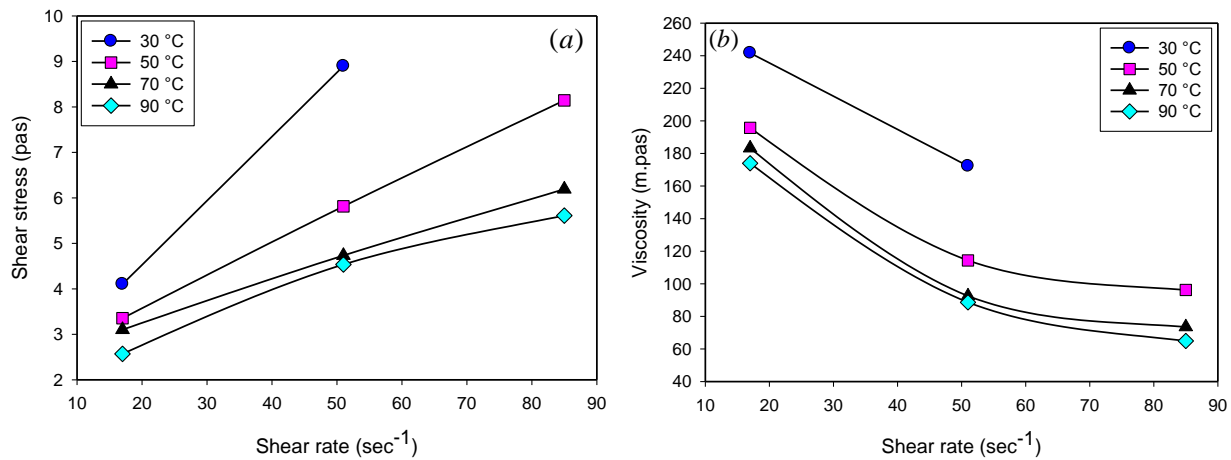 10
9
8
7
6
5
4
3
2
Shear stress (pas)
30 °C
50 °C
70 °C
90 °C
(a)
10 20 30 40 50 60 70 80 90
Shear rate (sec-1)
260
240
220
200
180
160
140
120
100
80
60
40
Viscosity (m.pas)
(b)
30 °C
50 °C
70 °C
90 °C
10 20 30 40 50 60 70 80 90
Shear rate (sec-1)